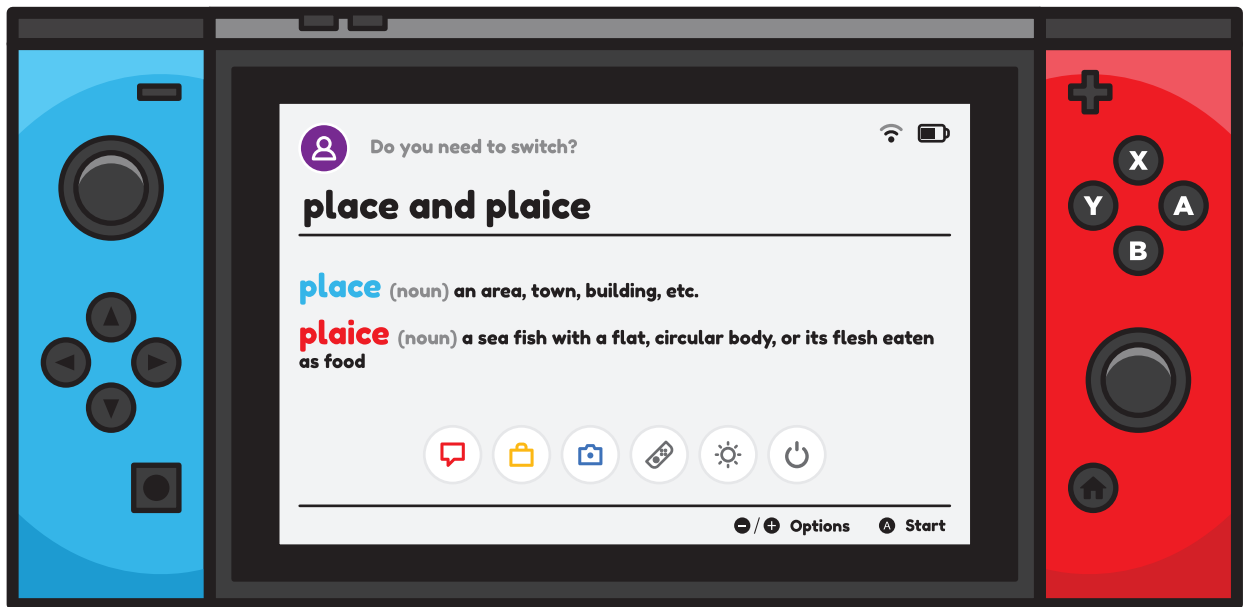 Do you need to switch?
place and plaice
place (noun) an area, town, building, etc.
plaice (noun) a sea fish with a flat, circular body, or its flesh eaten
as food
/ Options A Start
X
Y A
B